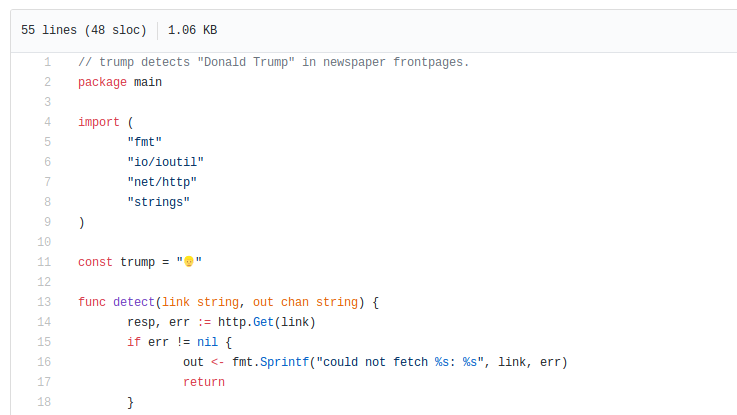 55 lines (48 sloc) 1.06 KB
1 // trump detects "Donald Trump" in newspaper frontpages.
2 package main
3
4 import (
5 "fmt"
6 "io/ioutil"
7 "net/http"
8 "strings"
9 )
10
11 const trump = "👱"
12
13 func detect(link string, out chan string) {
14 resp, err := http.Get(link)
15 if err != nil {
16 out <- fmt.Sprintf("could not fetch %s: %s", link, err)
17 return
18 }